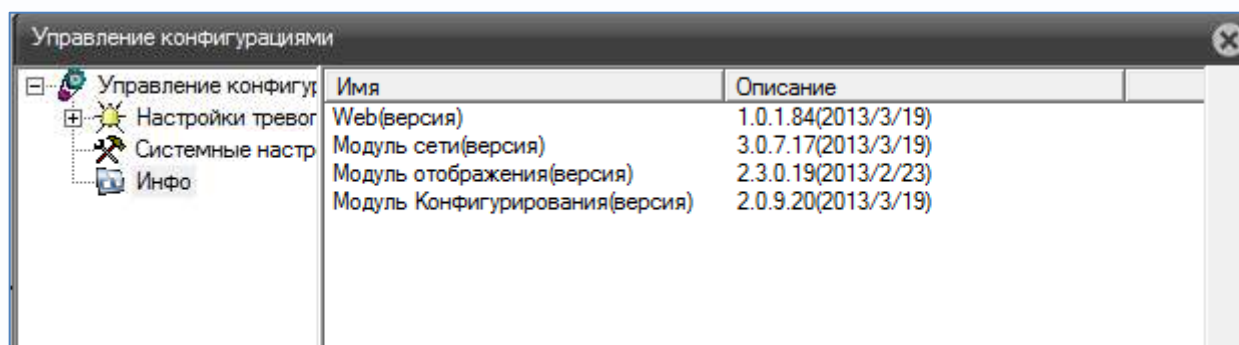 Управление конфигурациями
Управление конфигур
Настройки тревог
Системные настр
Инфо
Имя Описание
Web(версия) 1.0.1.84(2013/3/19)
Модуль сети(версия) 3.0.7.17(2013/3/19)
Модуль отображения(версия) 2.3.0.19(2013/2/23)
Модуль Конфигурирования(версия) 2.0.9.20(2013/3/19)